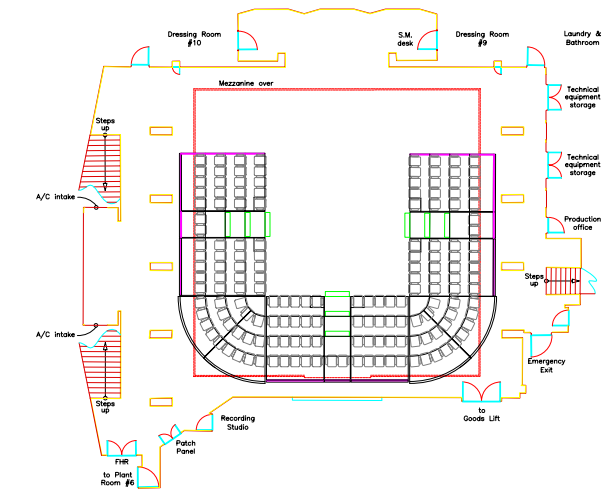 Dressing Room
#10
S.M.
desk
Dressing Room
#9
Laundry &
Bathroom
Mezzanine over
Technical
equipment
storage
Steps
up
Technical
equipment
storage
A/C intake
Production
office
Steps
up
A/C intake
Emergency
Exit
Steps
up
to
Goods Lift
Recording
Studio
Patch
Panel
FHR
to Plant
Room #6